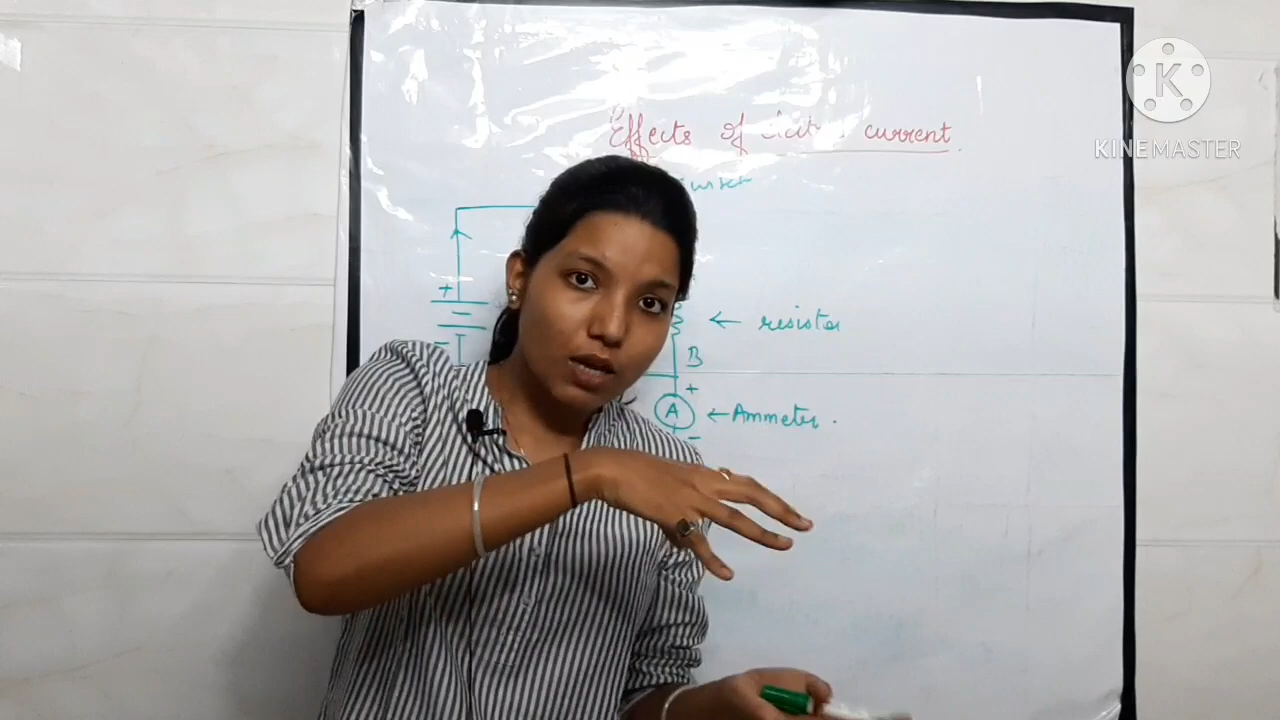 K
KINEMASTER
Effects of current
+
← resistor
B
-
+
A ← Ammeter.
-